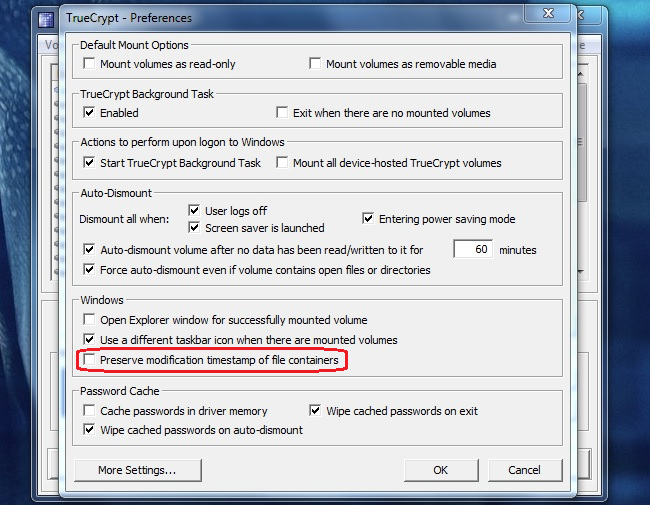 TrueCrypt - Preferences
Default Mount Options
Mount volumes as read-only Mount volumes as removable media
TrueCrypt Background Task
Enabled Exit when there are no mounted volumes
Actions to perform upon logon to Windows
Start TrueCrypt Background Task Mount all device-hosted TrueCrypt volumes
Auto-Dismount
Dismount all when: User logs off Entering power saving mode
Screen saver is launched
Auto-dismount volume after no data has been read/written to it for 60 minutes
Force auto-dismount even if volume contains open files or directories
Windows
Open Explorer window for successfully mounted volume
Use a different taskbar icon when there are mounted volumes
Preserve modification timestamp of file containers
Password Cache
Cache passwords in driver memory Wipe cached passwords on exit
Wipe cached passwords on auto-dismount
More Settings... OK Cancel